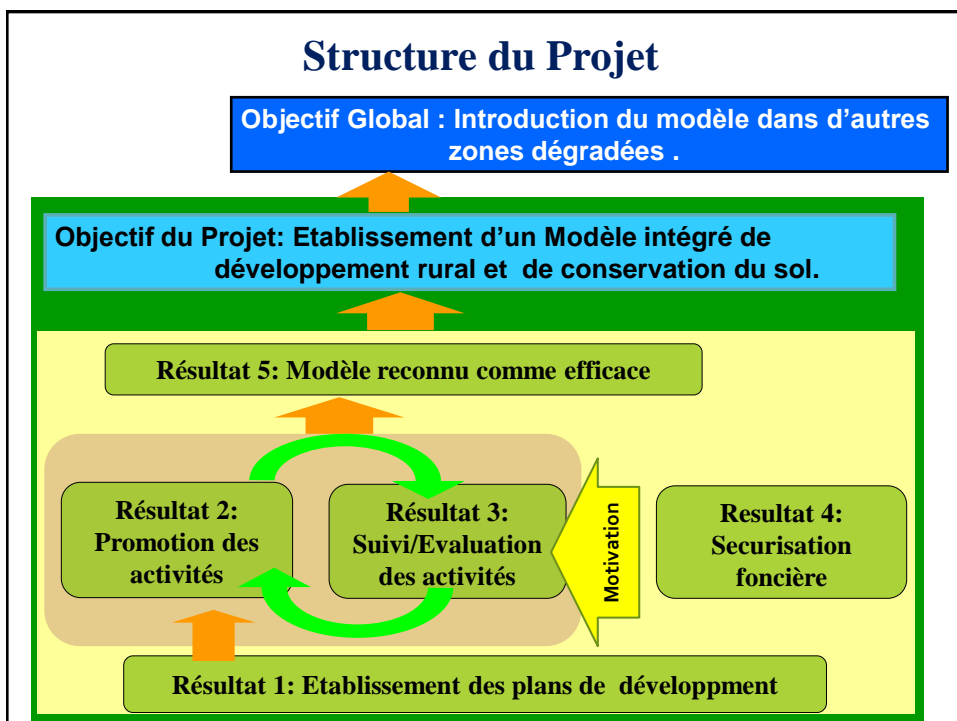 Structure du Projet
Objectif Global : Introduction du modèle dans d'autres
zones dégradées .
Objectif du Projet: Etablissement d'un Modèle intégré de
développement rural et de conservation du sol.
Résultat 5: Modèle reconnu comme efficace
Résultat 2:
Promotion des
activités
Résultat 3:
Suivi/Evaluation
des activités
Motivation
Resultat 4:
Securisation
foncière
Résultat 1: Etablissement des plans de développment